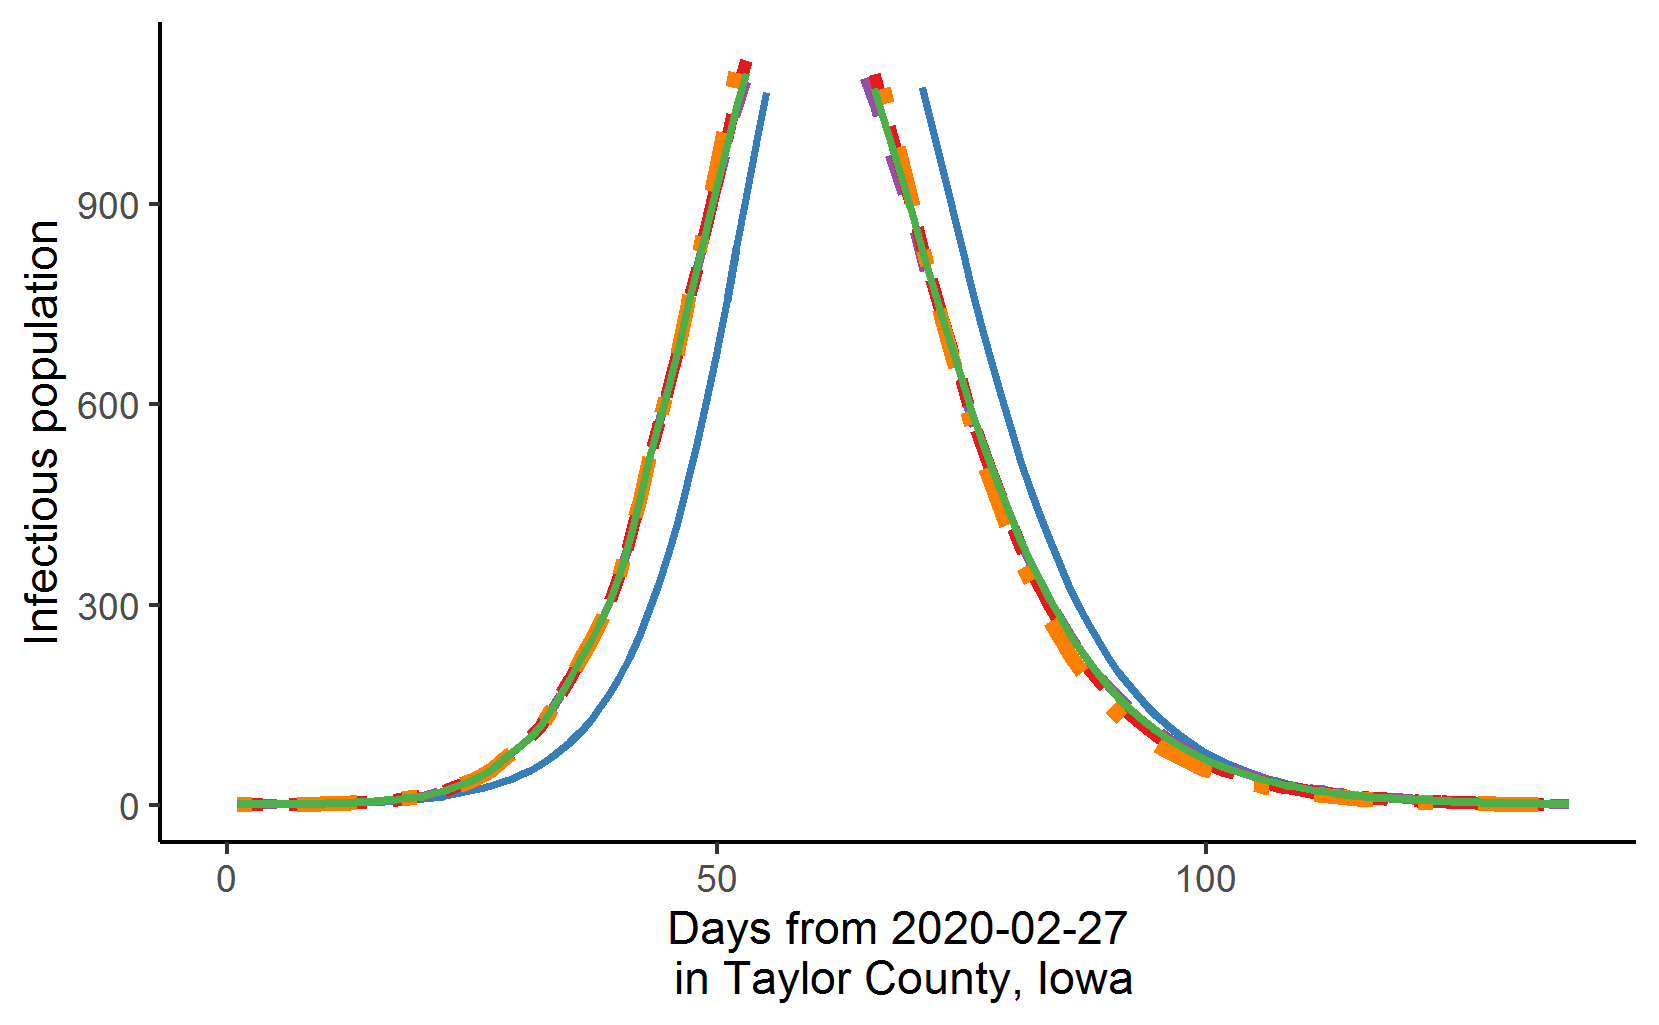 Infectious population
900
600
300
0
0 50 100
Days from 2020-02-27
in Taylor County, Iowa